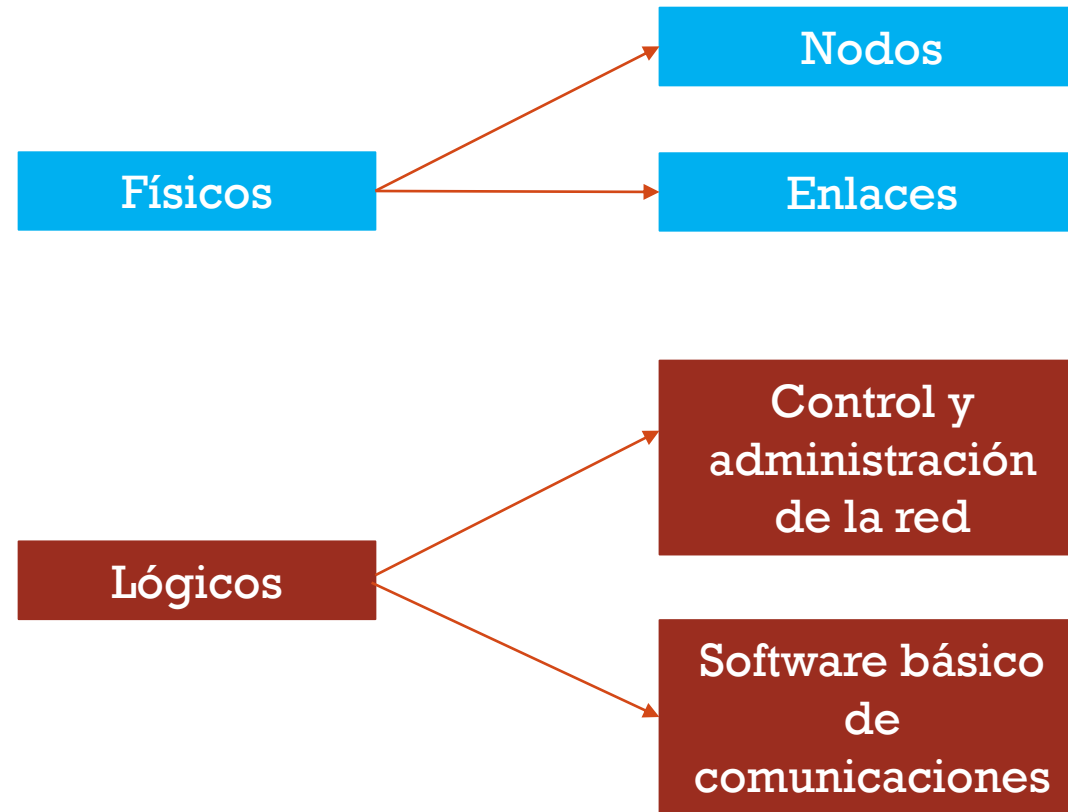 Nodos
Físicos
Enlaces
Control y
administración
de la red
Lógicos
Software básico
de
comunicaciones